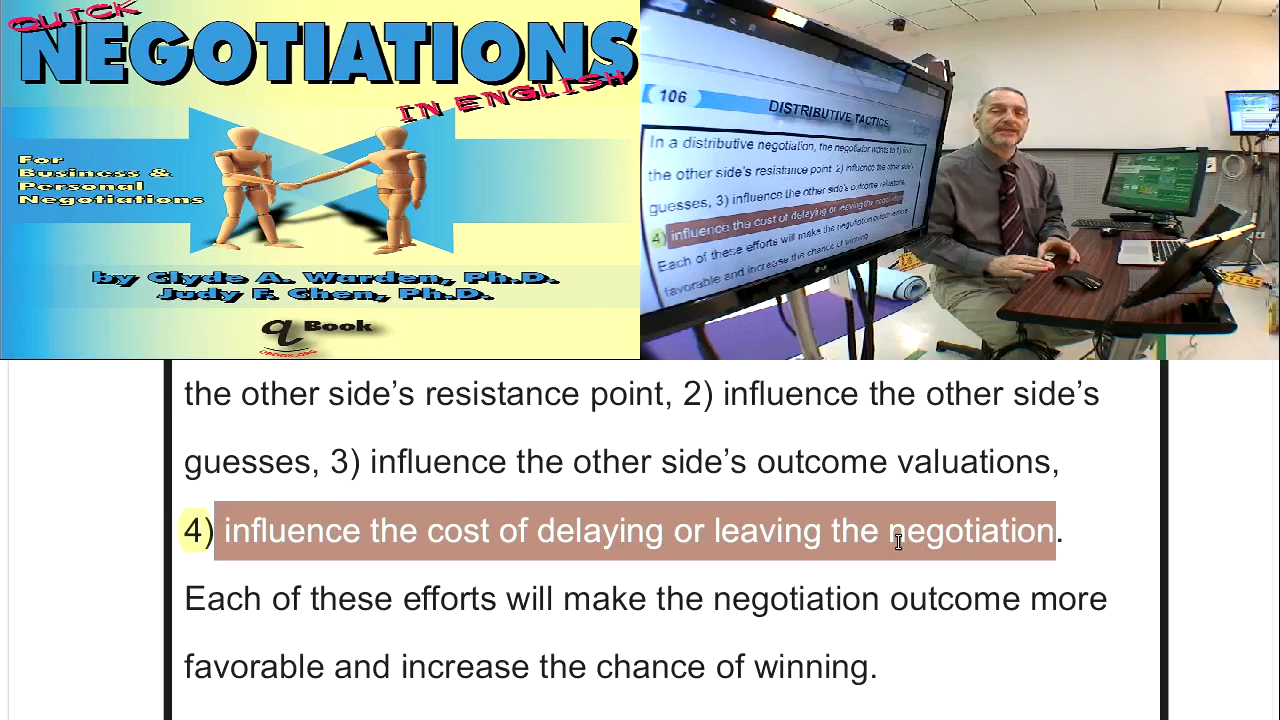 QUICK
NEGOTIATIONS
IN ENGLISH
For
Business &
Personal
Negotiations
by Clyde A. Warden, Ph.D.
Judy F. Chen, Ph.D.
q Book
106
DISTRIBUTIVE TACTICS
In a distributive negotiation, the negotiator wants to 1) find
the other side's resistance point, 2) influence the other side's
guesses, 3) influence the other side's outcome valuations,
4) influence the cost of delaying or leaving the negotiation.
Each of these efforts will make the negotiation outcome more
favorable and increase the chance of winning.
the other side’s resistance point, 2) influence the other side’s
guesses, 3) influence the other side’s outcome valuations,
4) influence the cost of delaying or leaving the negotiation.
Each of these efforts will make the negotiation outcome more
favorable and increase the chance of winning.